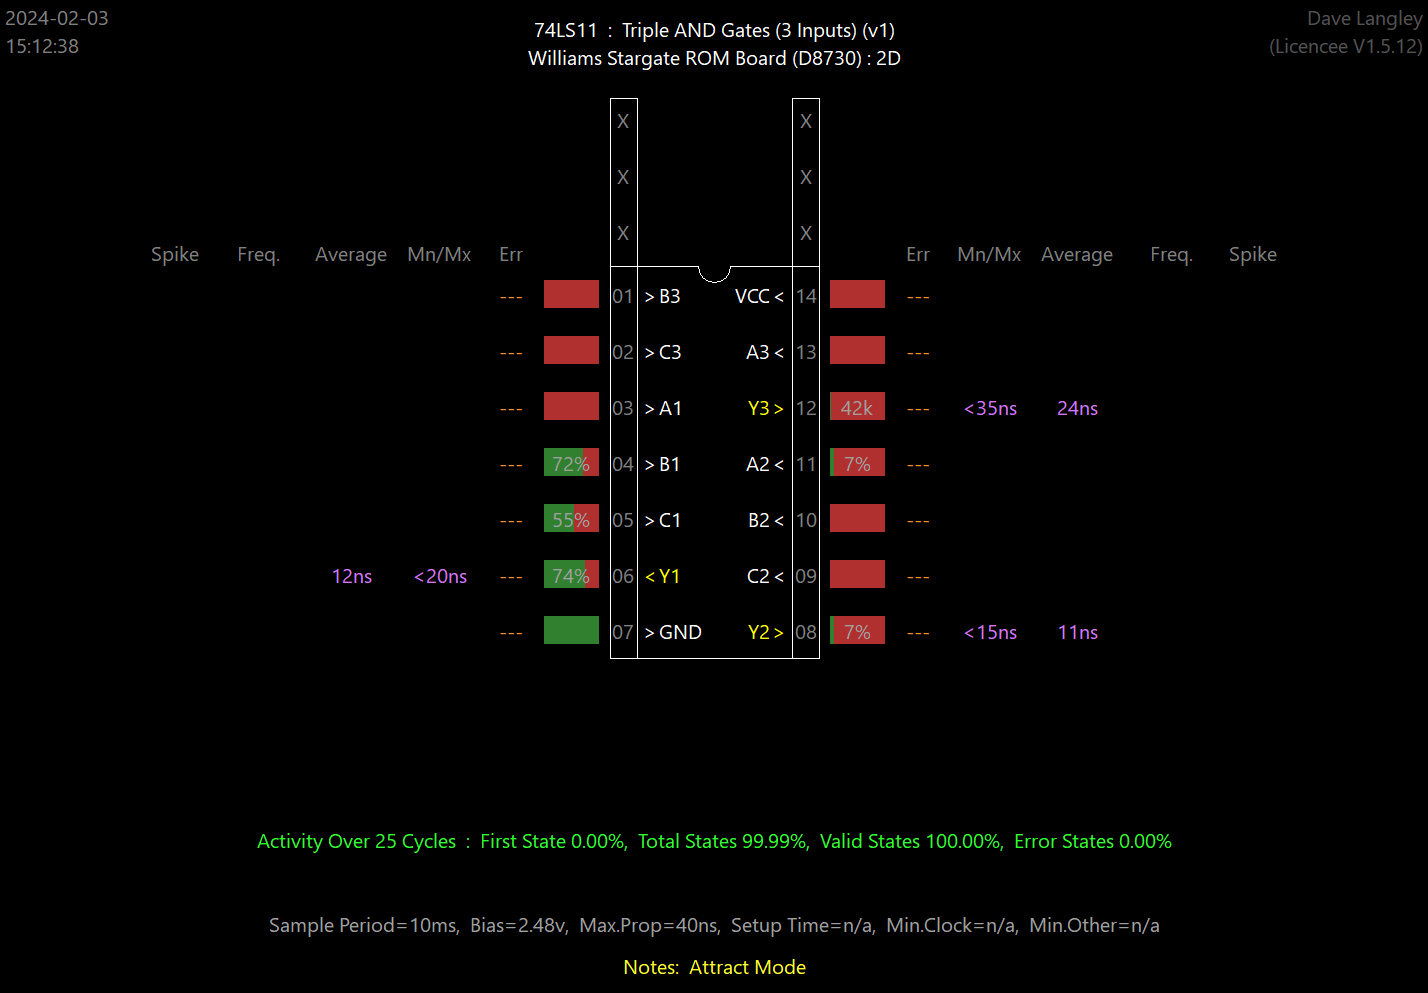 2024-02-03
15:12:38
74LS11 : Triple AND Gates (3 Inputs) (v1)
Williams Stargate ROM Board (D8730) : 2D
Dave Langley
(Licencee V1.5.12)
X X
X X
X X
Spike Freq. Average Mn/Mx Err Err Mn/Mx Average Freq. Spike
--- 01 >B3 VCC< 14 ---
--- 02 >C3 A3< 13 ---
--- 03 >A1 Y3> 12 42k --- <35ns 24ns
--- 72% 04 >B1 A2< 11 7% ---
--- 55% 05 >C1 B2< 10 ---
12ns <20ns --- 74% 06 <Y1 C2< 09 ---
--- 07 >GND Y2> 08 7% --- <15ns 11ns
Activity Over 25 Cycles : First State 0.00%, Total States 99.99%, Valid States 100.00%, Error States 0.00%
Sample Period=10ms, Bias=2.48v, Max.Prop=40ns, Setup Time=n/a, Min.Clock=n/a, Min.Other=n/a
Notes: Attract Mode